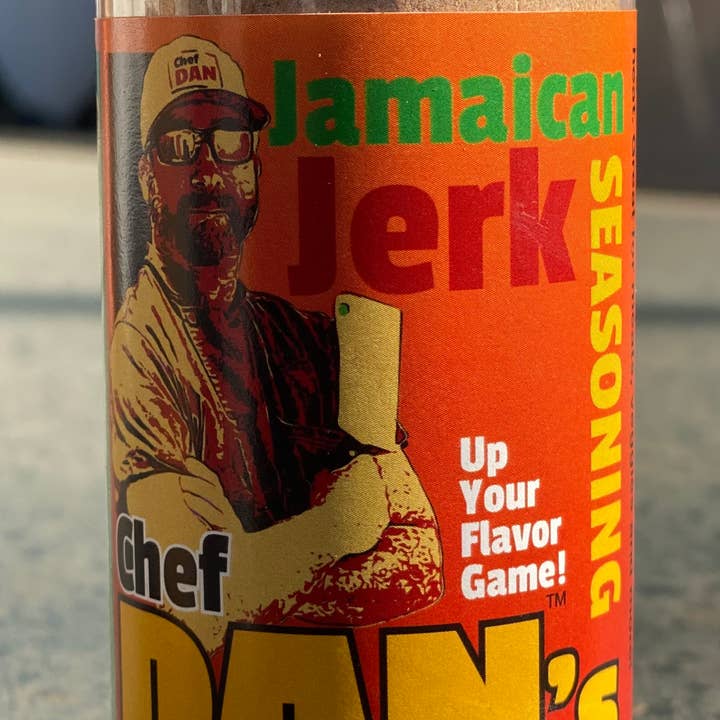 Chef
DAN
Jamaican
Jerk
SEASONING
Up
Your
Flavor
Game!
Chef
DAN's
TM